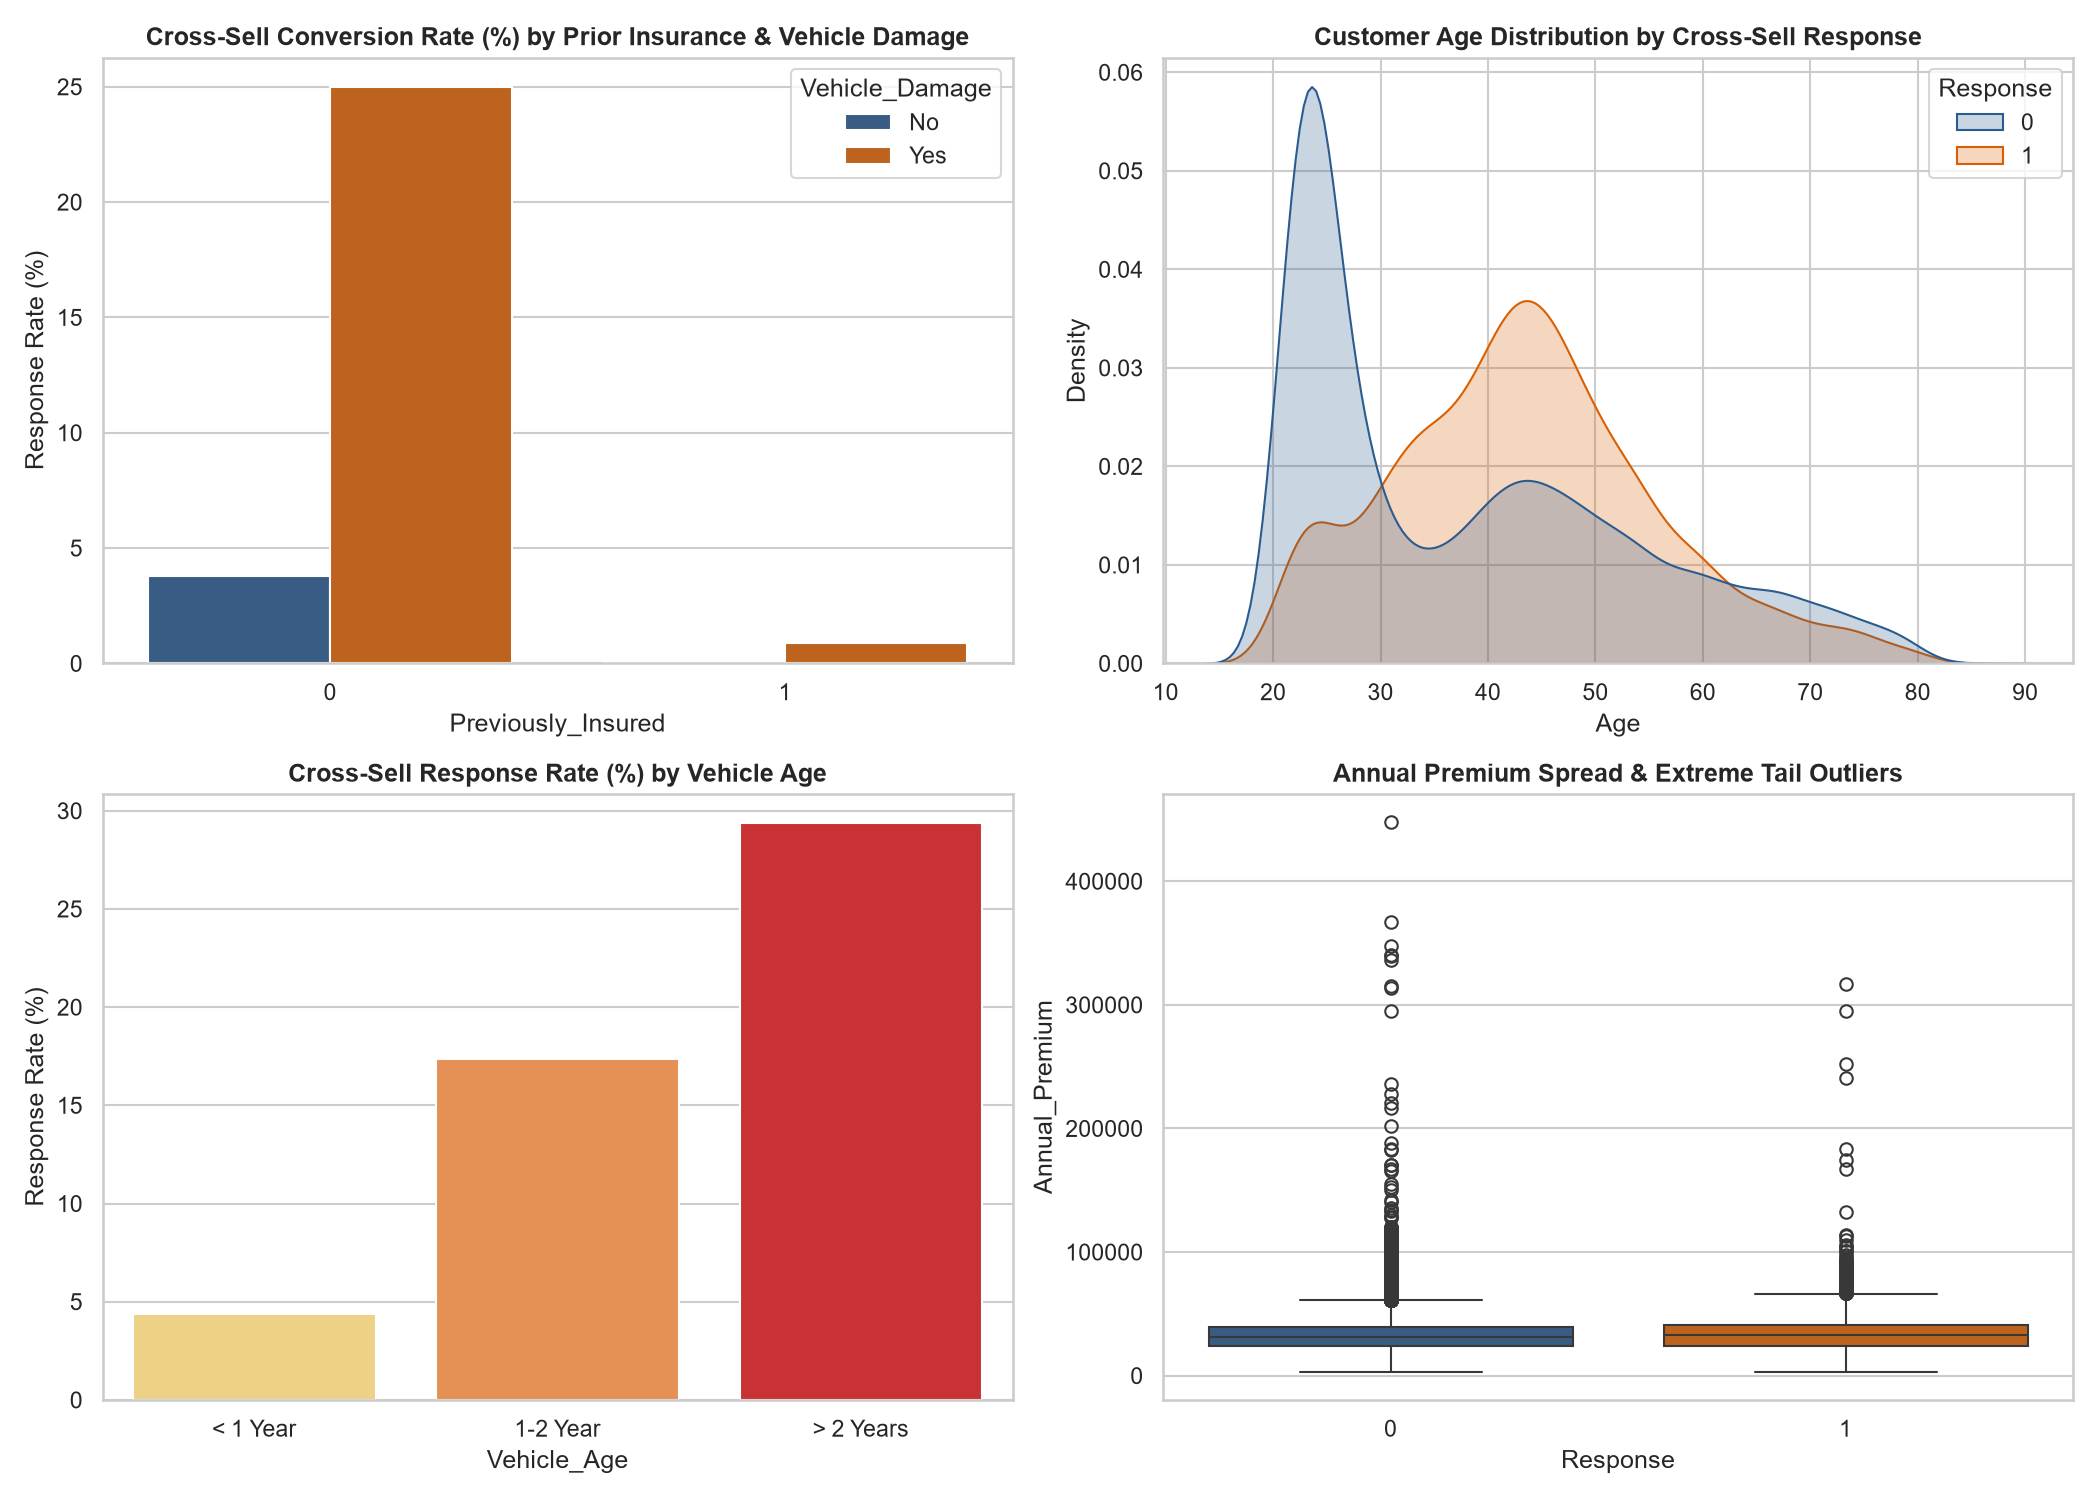 Cross-Sell Conversion Rate (%) by Prior Insurance & Vehicle Damage
Response Rate (%)
25
20
15
10
5
0
0
1
Previously_Insured
Vehicle_Damage
No
Yes
Customer Age Distribution by Cross-Sell Response
Density
0.06
0.05
0.04
0.03
0.02
0.01
0.00
10
20
30
40
50
60
70
80
90
Age
Response
0
1
Cross-Sell Response Rate (%) by Vehicle Age
Response Rate (%)
30
25
20
15
10
5
0
< 1 Year
1-2 Year
> 2 Years
Vehicle_Age
Annual Premium Spread & Extreme Tail Outliers
Annual_Premium
400000
300000
200000
100000
0
0
1
Response